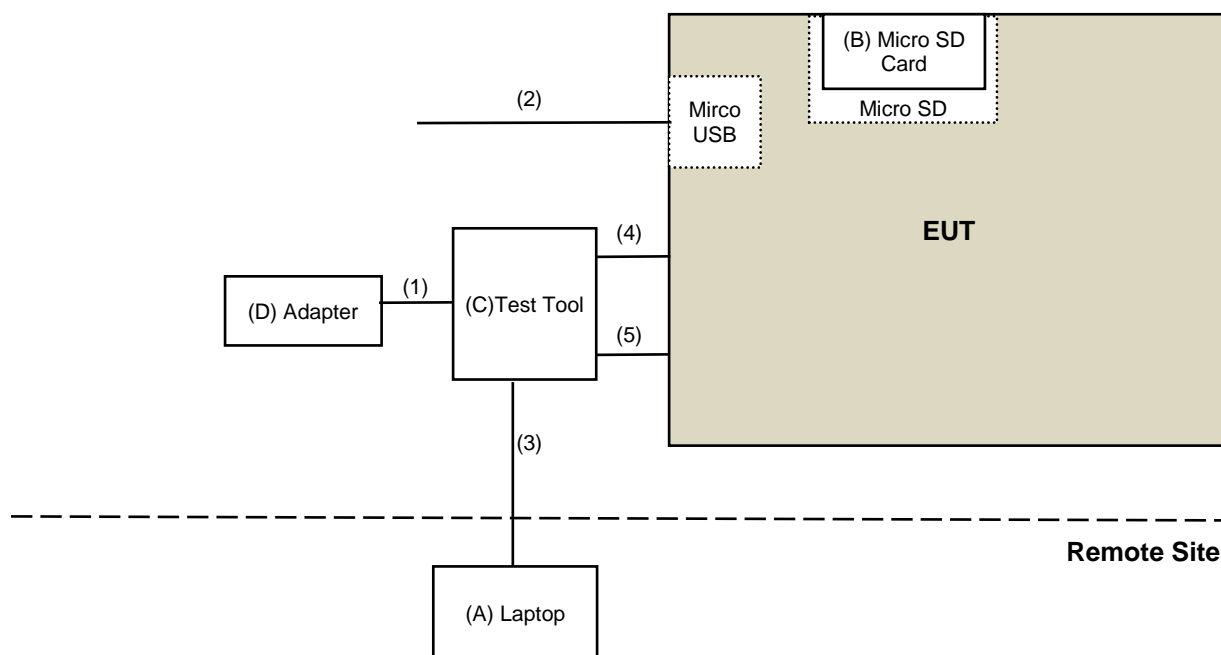 (B) Micro SD
Card
Micro SD
(2)
Mirco
USB
EUT
(4)
(1)
(D) Adapter
(C)Test Tool
(5)
(3)
Remote Site
(A) Laptop